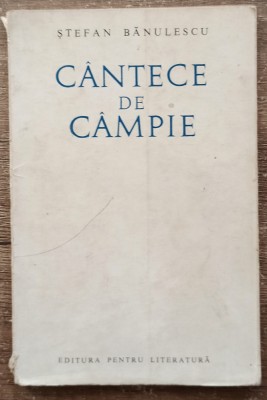 ȘTEFAN BĂNULESCU
CÂNTECE
DE
CÂMPIE
EDITURA PENTRU LITERATURĂ